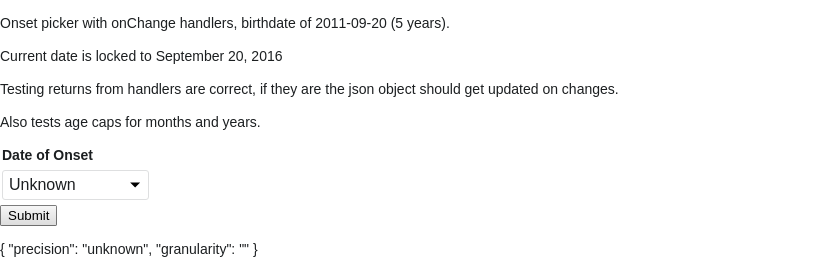 Onset picker with onChange handlers, birthdate of 2011-09-20 (5 years).
Current date is locked to September 20, 2016
Testing returns from handlers are correct, if they are the json object should get updated on changes.
Also tests age caps for months and years.
Date of Onset
Unknown
Submit
{ "precision": "unknown", "granularity": "" }